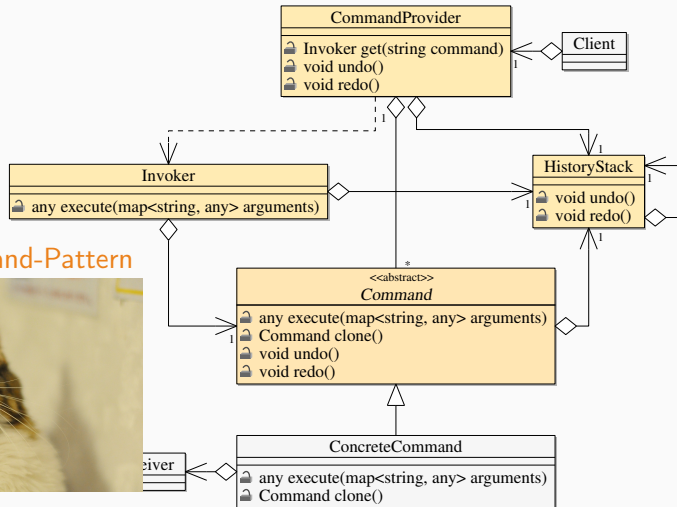 CommandProvider
Invoker get(string command)
void undo()
void redo()
1
Client
1
1
Invoker
any execute(map<string, any> arguments)
HistoryStack
void undo()
void redo()
1
1
1
and-Pattern
*
<<abstract>>
Command
any execute(map<string, any> arguments)
Command clone()
void undo()
void redo()
1
ConcreteCommand
any execute(map<string, any> arguments)
Command clone()
eiver